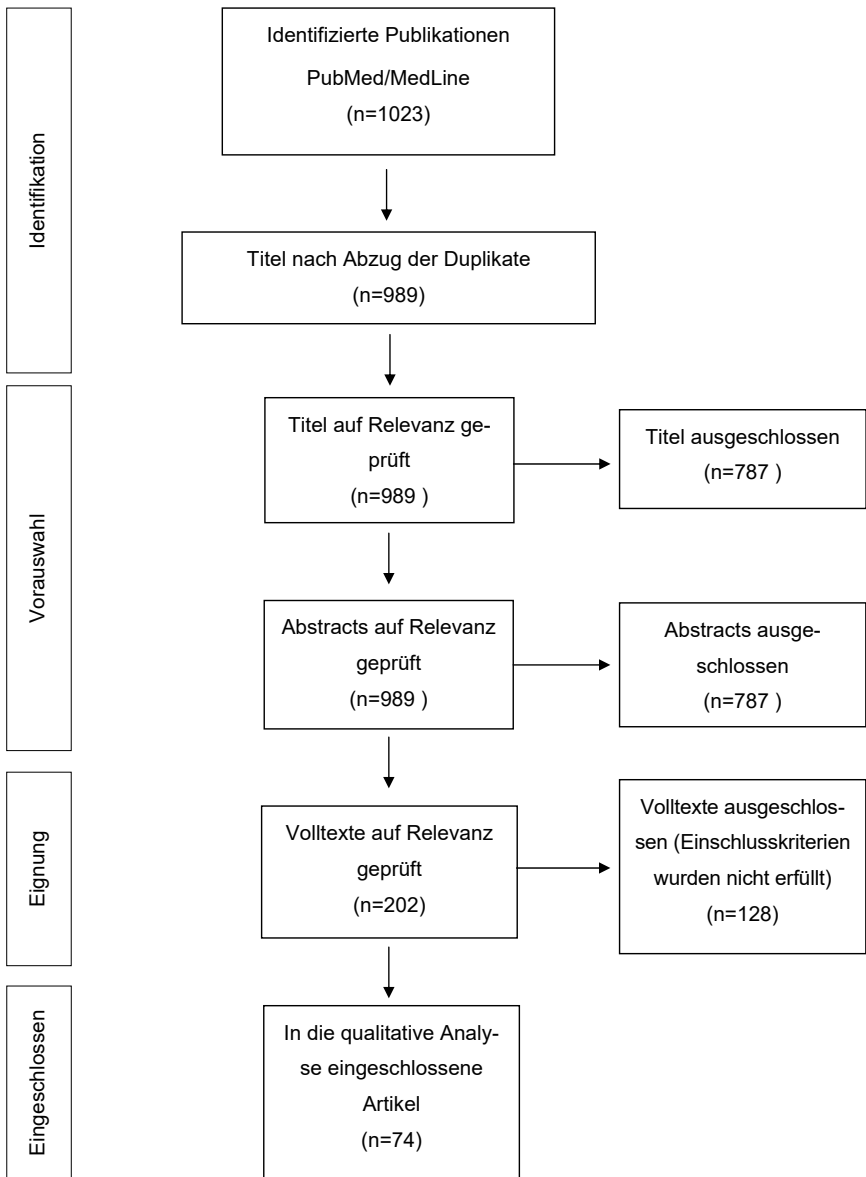 Identifikation
Identifizierte Publikationen
PubMed/MedLine
(n=1023)
Titel nach Abzug der Duplikate
(n=989)
Vorauswahl
Titel auf Relevanz ge-
prüft
(n=989 )
Titel ausgeschlossen
(n=787 )
Abstracts auf Relevanz
geprüft
(n=989 )
Abstracts ausge-
schlossen
(n=787 )
Eignung
Volltexte auf Relevanz
geprüft
(n=202)
Volltexte ausgeschlos-
sen (Einschlusskriterien
wurden nicht erfüllt)
(n=128)
Eingeschlossen
In die qualitative Analy-
se eingeschlossene
Artikel
(n=74)